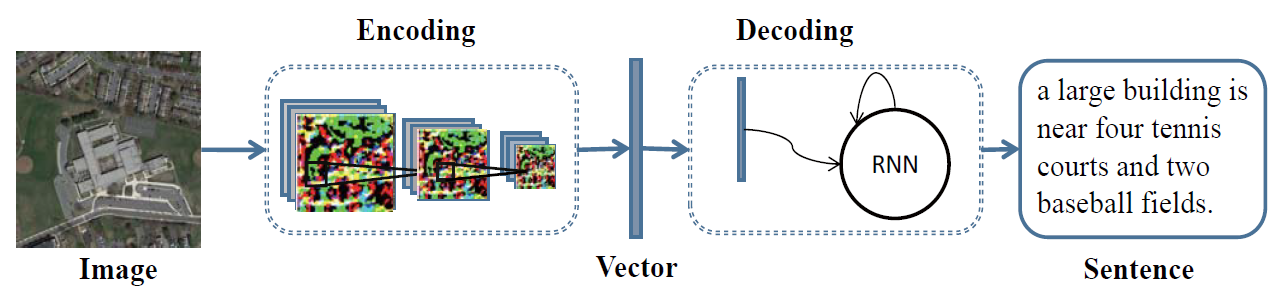 Encoding
Decoding
RNN
a large building is
near four tennis
courts and two
baseball fields.
Image
Vector
Sentence